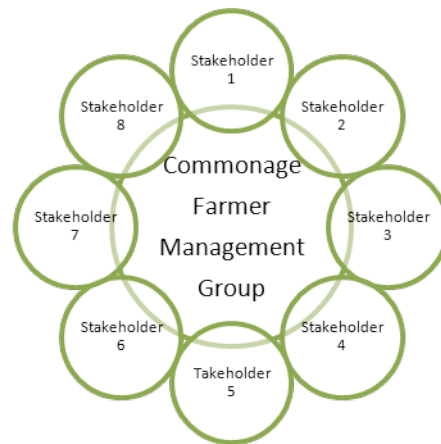 Stakeholder
1
Stakeholder
2
Stakeholder
3
Stakeholder
4
Takeholder
5
Stakeholder
6
Stakeholder
7
Stakeholder
8
Commonage
Farmer
Management
Group